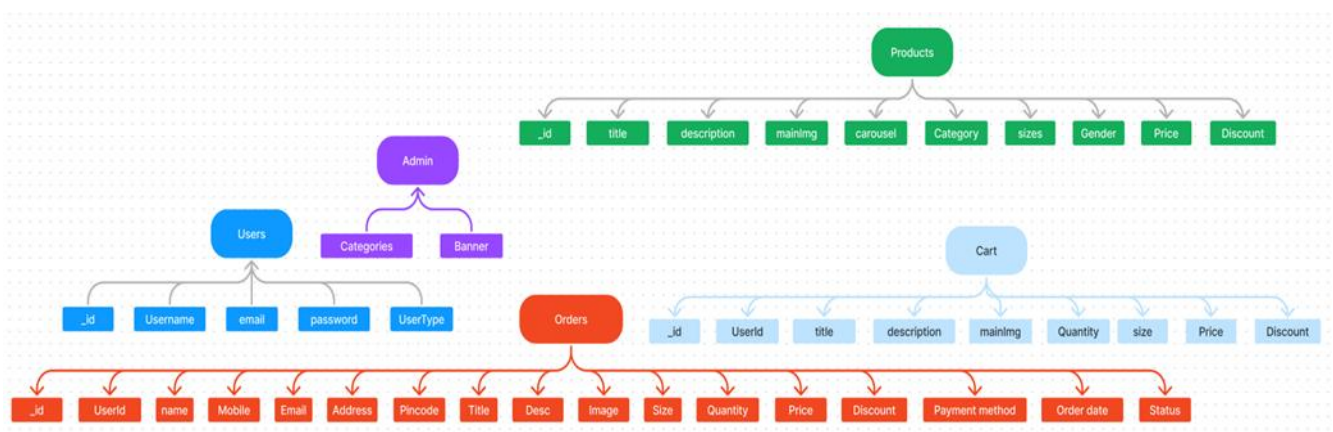 Products
_id title description mainImg carousel Category sizes Gender Price Discount
Admin
Categories Banner
Users
_id Username email password UserType
Cart
_id UserId title description mainImg Quantity size Price Discount
Orders
_id UserId name Mobile Email Address Pincode Title Desc Image Size Quantity Price Discount Payment method Order date Status